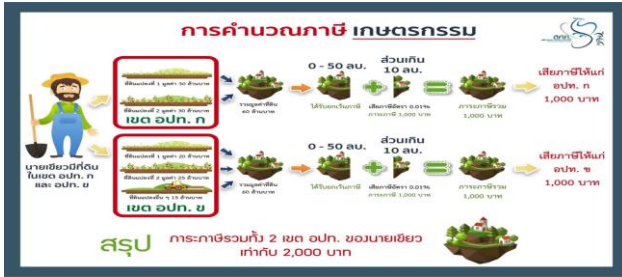 การคำนวณภาษี เกษตรกรรม
สถ.
นายเขียวมีที่ดิน
ในเขต อปท. ก
และ อปท. ข
ที่ดินแปลงที่ 1 มูลค่า 30 ล้านบาท
ที่ดินแปลงที่ 2 มูลค่า 30 ล้านบาท
เขต อปท. ก
รวมมูลค่าที่ดิน
60 ล้านบาท
0 - 50 ลบ.
ได้รับยกเว้นภาษี
ส่วนเกิน
10 ลบ.
เสียภาษีอัตรา 0.01%
ภาระภาษี 1,000 บาท
ภาระภาษีรวม
1,000 บาท
เสียภาษีให้แก่
อปท. ก
1,000 บาท
ที่ดินแปลงที่ 1 มูลค่า 20 ล้านบาท
ที่ดินแปลงที่ 2 มูลค่า 25 ล้านบาท
ที่ดินแปลงอื่น ๆ 15 ล้านบาท
เขต อปท. ข
รวมมูลค่าที่ดิน
60 ล้านบาท
0 - 50 ลบ.
ได้รับยกเว้นภาษี
ส่วนเกิน
10 ลบ.
เสียภาษีอัตรา 0.01%
ภาระภาษี 1,000 บาท
ภาระภาษีรวม
1,000 บาท
เสียภาษีให้แก่
อปท. ข
1,000 บาท
สรุป
ภาระภาษีรวมทั้ง 2 เขต อปท. ของนายเขียว
เท่ากับ 2,000 บาท